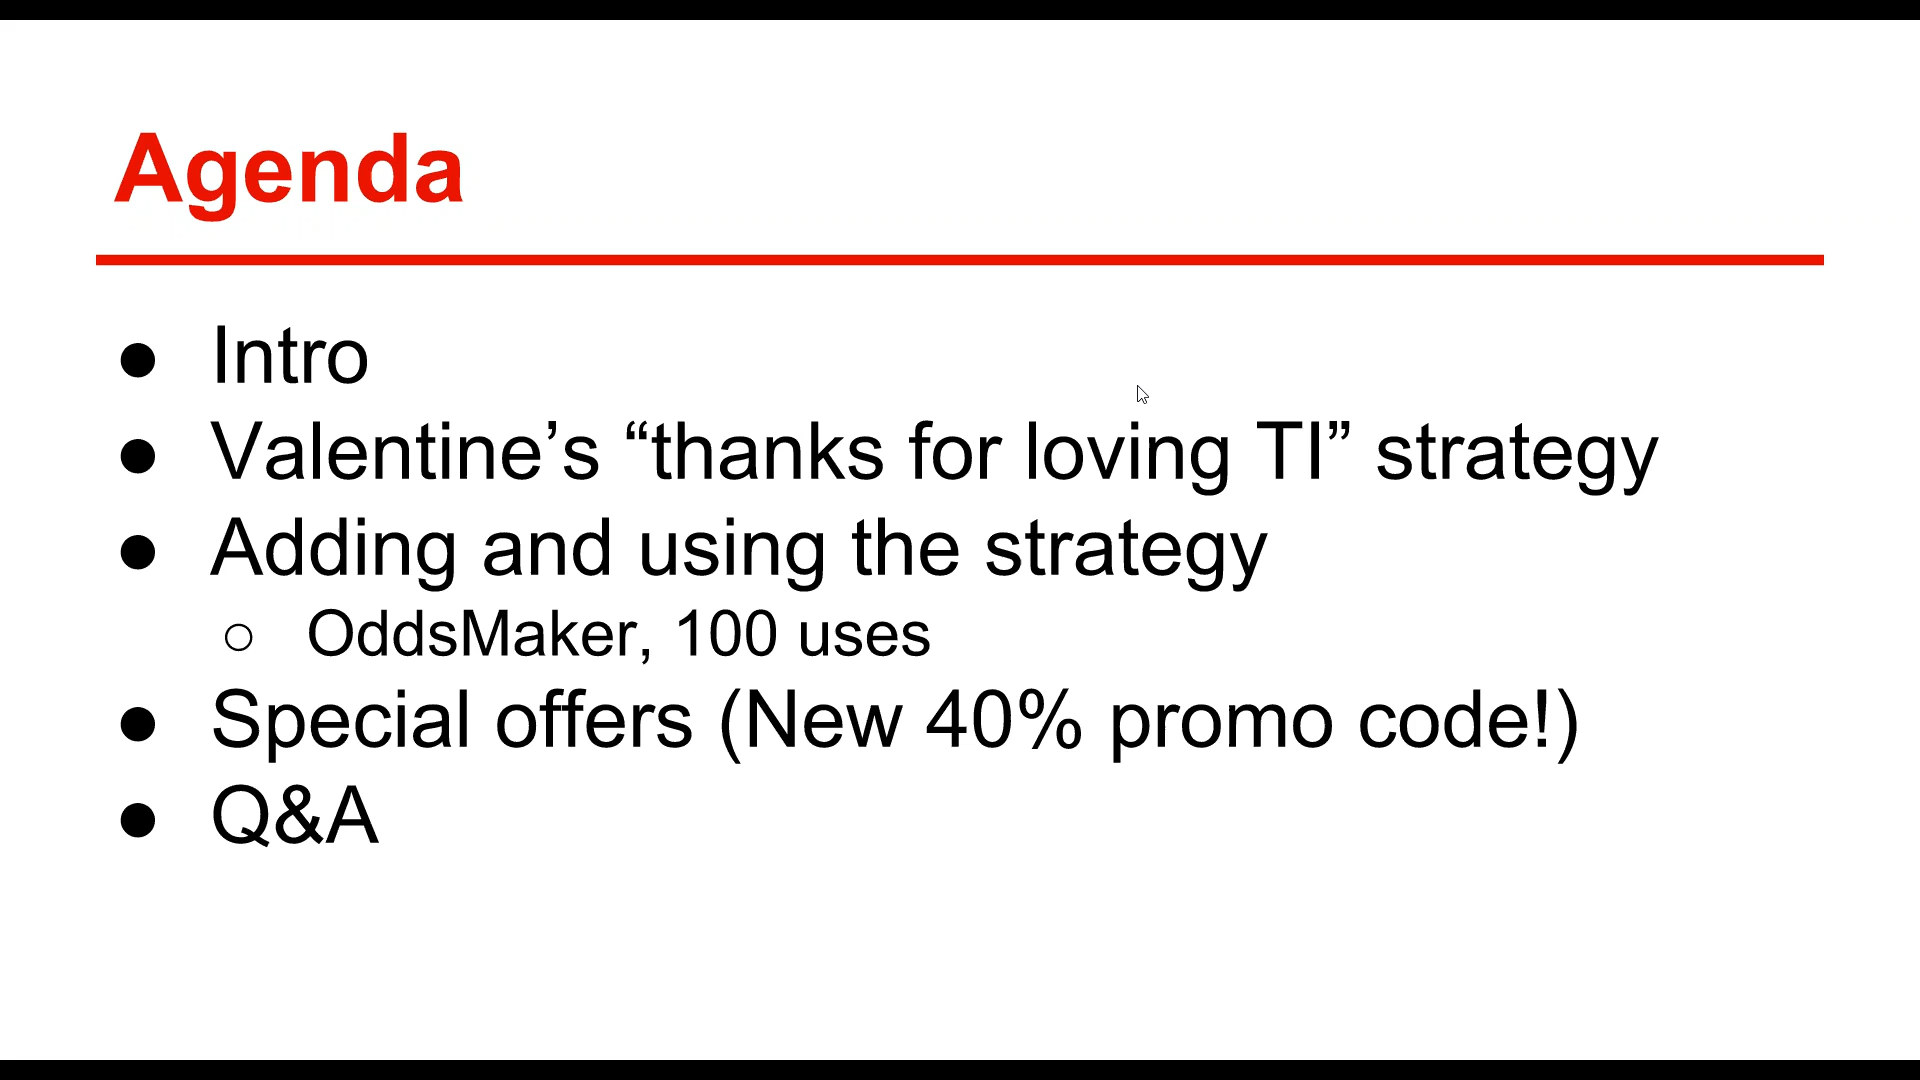 Agenda
● Intro
● Valentine’s “thanks for loving TI” strategy
● Adding and using the strategy
○ OddsMaker, 100 uses
● Special offers (New 40% promo code!)
● Q&A